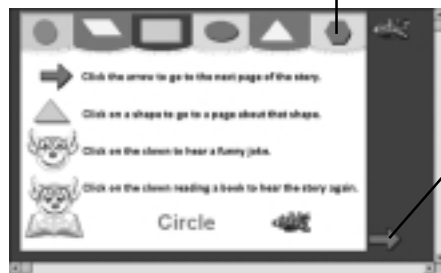 Click the arrow to go to the next page of the story.
Click on a shape to go to a page about that shape.
Click on the clown to hear a funny joke.
Click on the clown reading a book to hear the story again.
Circle